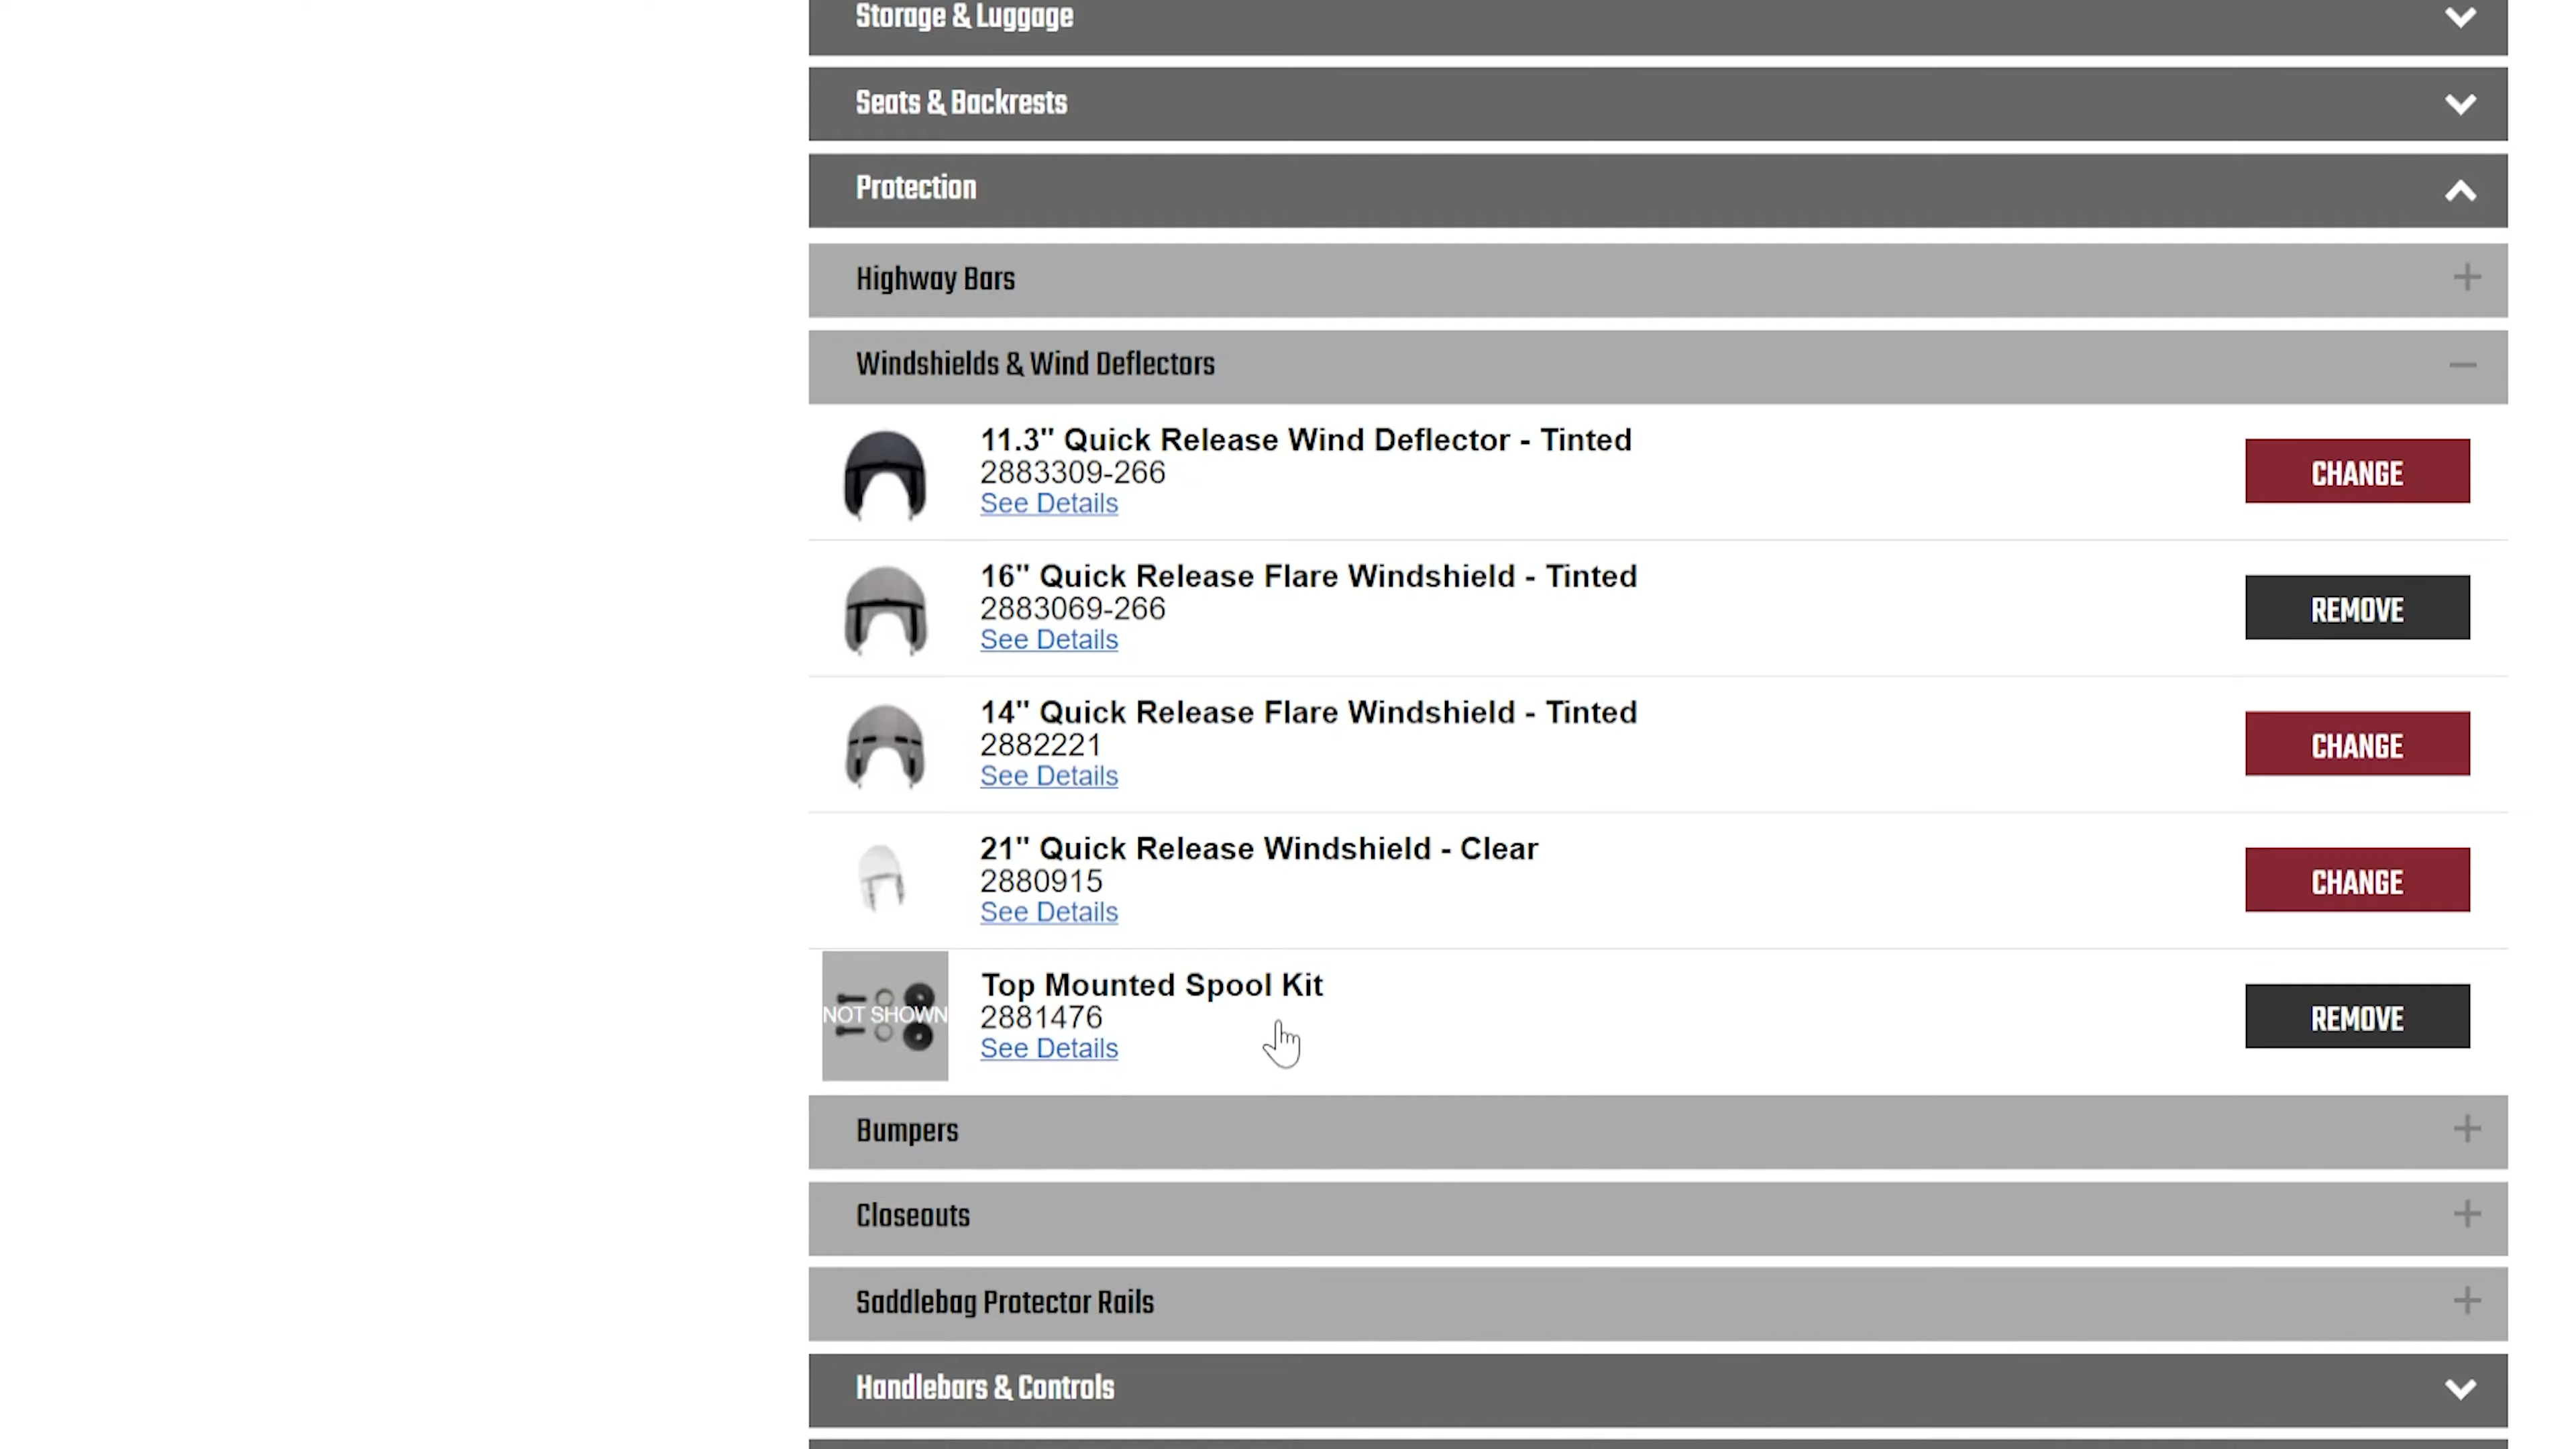 Storage & Luggage
Seats & Backrests
Protection
Highway Bars
Windshields & Wind Deflectors
11.3" Quick Release Wind Deflector - Tinted
2883309-266
See Details
CHANGE
16" Quick Release Flare Windshield - Tinted
2883069-266
See Details
REMOVE
14" Quick Release Flare Windshield - Tinted
2882221
See Details
CHANGE
21" Quick Release Windshield - Clear
2880915
See Details
CHANGE
NOT SHOWN
Top Mounted Spool Kit
2881476
See Details
REMOVE
Bumpers
Closeouts
Saddlebag Protector Rails
Handlebars & Controls